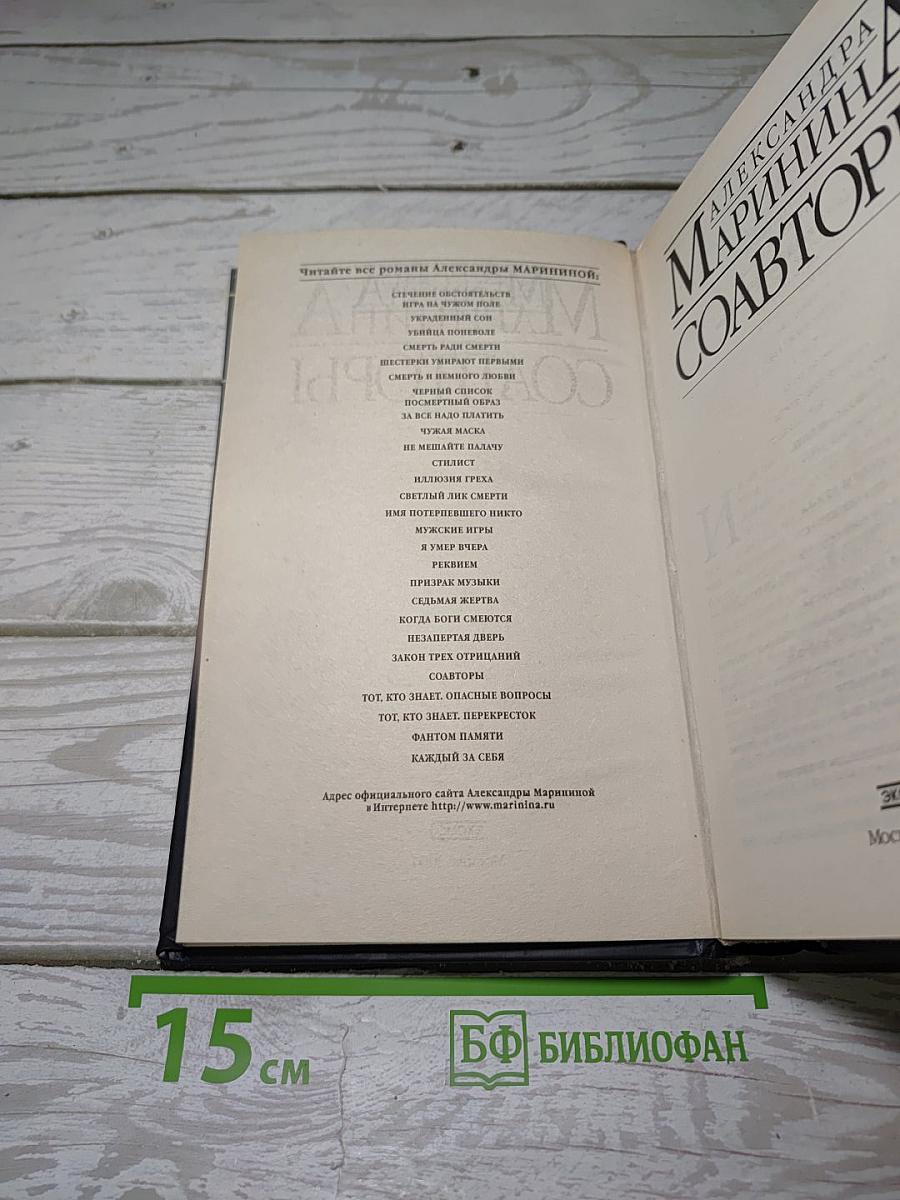 Читайте все романы Александры МАРИНИНОЙ:
СТЕЧЕНИЕ ОБСТОЯТЕЛЬСТВ
ИГРА НА ЧУЖОМ ПОЛЕ
УКРАДЕННЫЙ СОН
УБИЙЦА ПОНЕВОЛЕ
СМЕРТЬ РАДИ СМЕРТИ
ШЕСТЕРКИ УМИРАЮТ ПЕРВЫМИ
СМЕРТЬ И НЕМНОГО ЛЮБВИ
ЧЕРНЫЙ СПИСОК
ПОСМЕРТНЫЙ ОБРАЗ
ЗА ВСЕ НАДО ПЛАТИТЬ
ЧУЖАЯ МАСКА
НЕ МЕШАЙТЕ ПАЛАЧУ
СТИЛИСТ
ИЛЛЮЗИЯ ГРЕХА
СВЕТЛЫЙ ЛИК СМЕРТИ
ИМЯ ПОТЕРПЕВШЕГО НИКТО
МУЖСКИЕ ИГРЫ
Я УМЕР ВЧЕРА
РЕКВИЕМ
ПРИЗРАК МУЗЫКИ
СЕДЬМАЯ ЖЕРТВА
КОГДА БОГИ СМЕЮТСЯ
НЕЗАПЕРТАЯ ДВЕРЬ
ЗАКОН ТРЕХ ОТРИЦАНИЙ
СОАВТОРЫ
ТОТ, КТО ЗНАЕТ. ОПАСНЫЕ ВОПРОСЫ
ТОТ, КТО ЗНАЕТ. ПЕРЕКРЕСТОК
ФАНТОМ ПАМЯТИ
КАЖДЫЙ ЗА СЕБЯ
Адрес официального сайта Александры Марининой
в Интернете http://www.marinina.ru
АЛЕКСАНДРА
МАРИНИНА
СОАВТОР
15 см
БФ БИБЛИОФАН